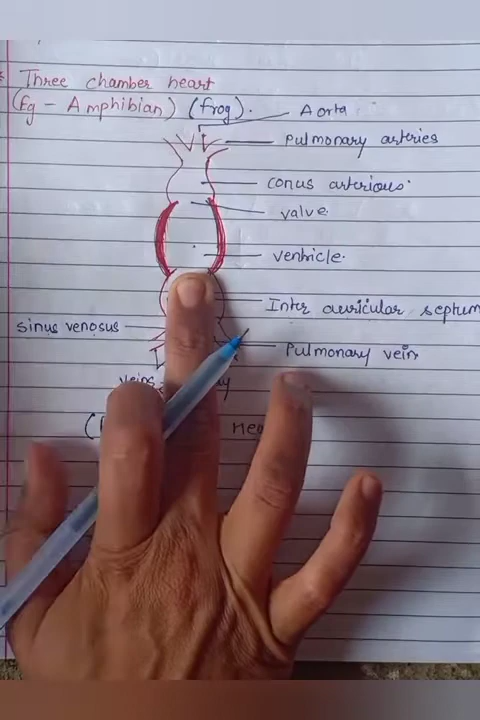 Three chamber heart
(Eg - Amphibian) (frog).
Aorta
Pulmonary arteries
conus arterious
valve
ventricle
Inter auricular septum
sinus venosus
Pulmonary vein